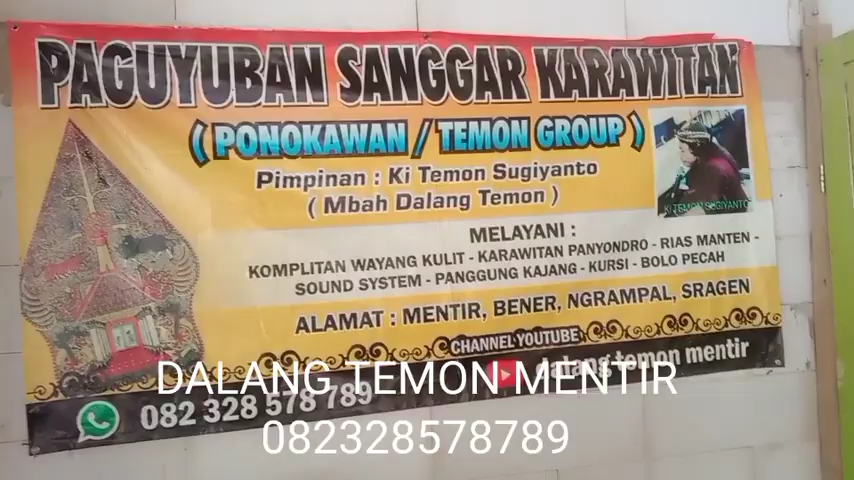 PAGUYUBAN SANGGAR KARAWITAN
( PONOKAWAN / TEMON GROUP )
Pimpinan : Ki Temon Sugiyanto
( Mbah Dalang Temon )
KI TEMON SUGIYANTO
MELAYANI :
KOMPLITAN WAYANG KULIT - KARAWITAN PANYONDRO - RIAS MANTEN -
SOUND SYSTEM - PANGGUNG KAJANG - KURSI - BOLO PECAH
ALAMAT : MENTIR, BENER, NGRAMPAL, SRAGEN
CHANNEL YOUTUBE
dalang temon mentir
082 328 578 789
DALANG TEMON MENTIR
082328578789